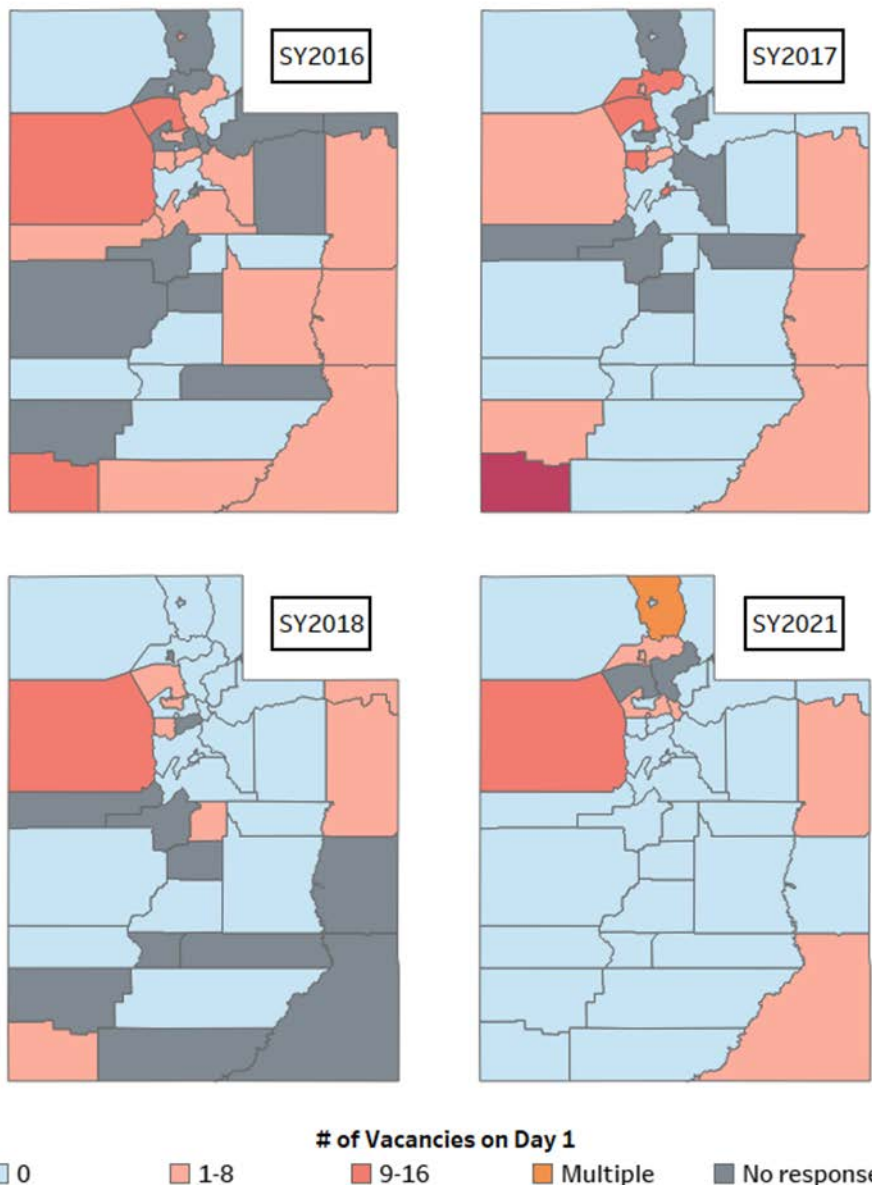 SY2016
SY2017
SY2018
SY2021
# of Vacancies on Day 1
0 1-8 9-16 Multiple No response